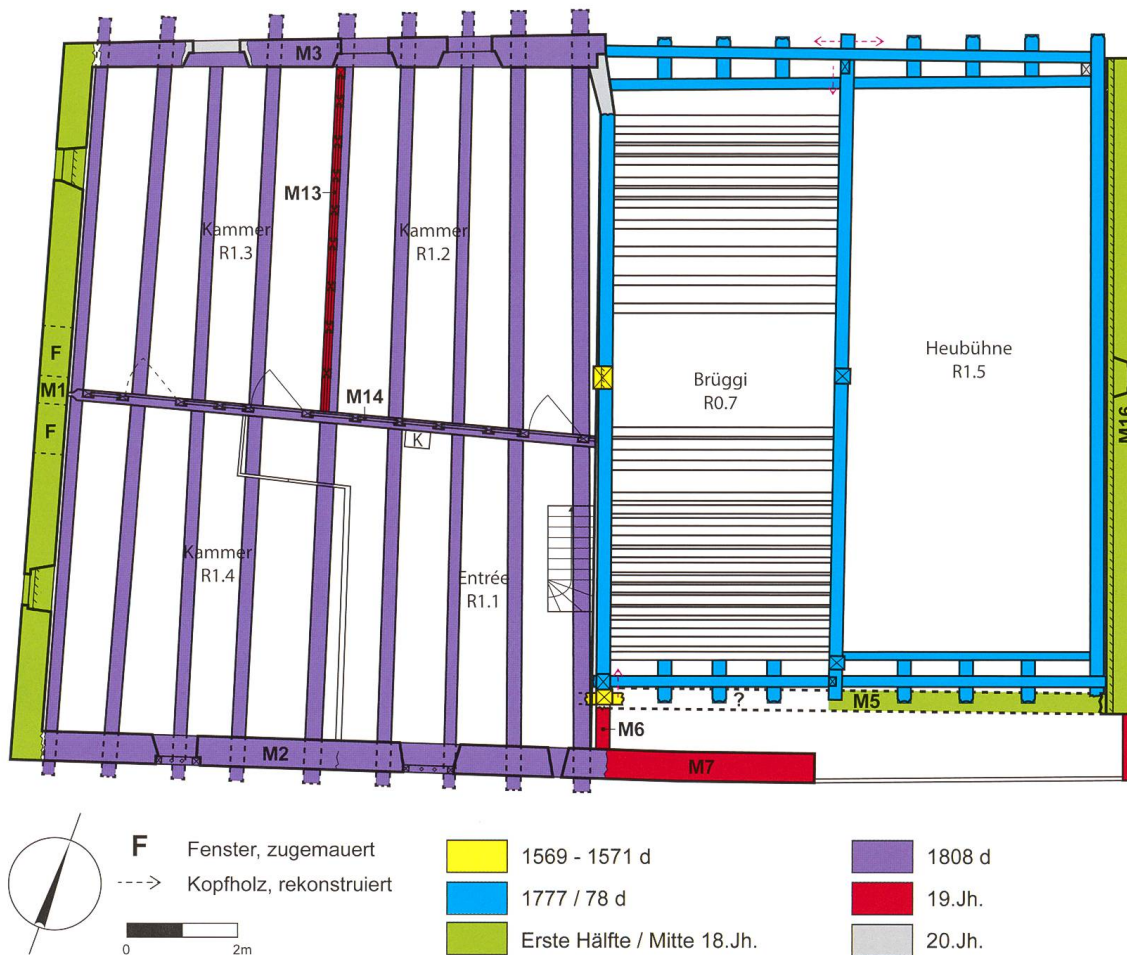 M3
M13
Kammer
R1.3
Kammer
R1.2
Heubühne
R1.5
F
M1
F
M14
K
Brüggi
R0.7
M16
Kammer
R1.4
Entrée
R1.1
?
M5
M6
M2
M7
F Fenster, zugemauert
Kopfholz, rekonstruiert
0 2m
1569 - 1571 d
1777 / 78 d
Erste Hälfte / Mitte 18.Jh.
1808 d
19.Jh.
20.Jh.